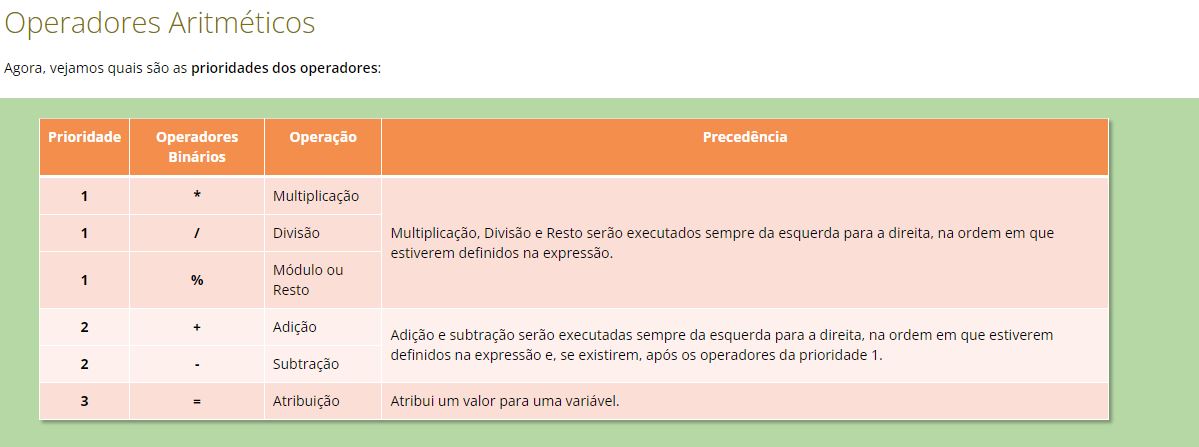 Operadores Aritméticos
Agora, vejamos quais são as prioridades dos operadores:
Prioridade
Operadores
Binários
Operação
Precedência
1
*
Multiplicação
1
/
Divisão
1
%
Módulo ou
Resto
Multiplicação, Divisão e Resto serão executados sempre da esquerda para a direita, na ordem em que
estiverem definidos na expressão.
2
+
Adição
2
-
Subtração
Adição e subtração serão executadas sempre da esquerda para a direita, na ordem em que estiverem
definidos na expressão e, se existirem, após os operadores da prioridade 1.
3
=
Atribuição
Atribui um valor para uma variável.